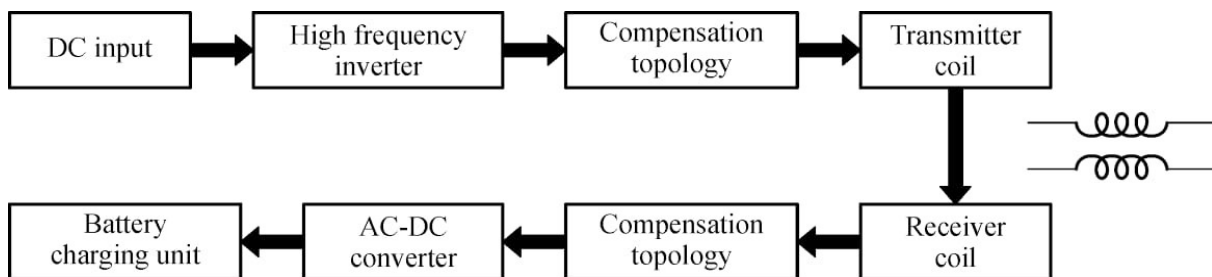 DC input
High frequency
inverter
Compensation
topology
Transmitter
coil
Battery
charging unit
AC-DC
converter
Compensation
topology
Receiver
coil